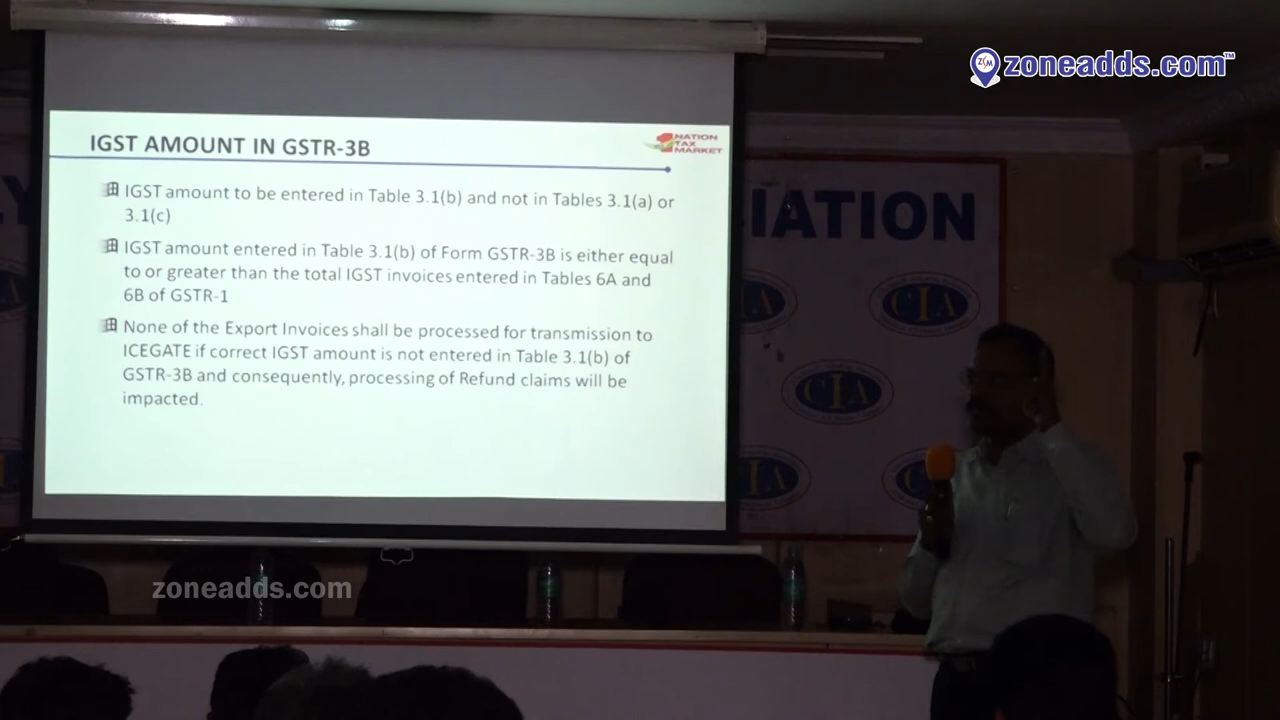 zoneadds.com™
IGST AMOUNT IN GSTR-3B
1 NATION
TAX
MARKET
IGST amount to be entered in Table 3.1(b) and not in Tables 3.1(a) or
3.1(c)
IGST amount entered in Table 3.1(b) of Form GSTR-3B is either equal
to or greater than the total IGST invoices entered in Tables 6A and
6B of GSTR-1
None of the Export Invoices shall be processed for transmission to
ICEGATE if correct IGST amount is not entered in Table 3.1(b) of
GSTR-3B and consequently, processing of Refund claims will be
impacted.
IATION
CIA
CIA
zoneadds.com